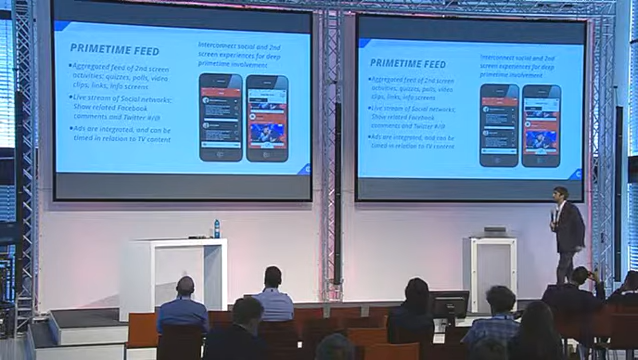 PRIMETIME FEED
Aggregated feed of 2nd screen
activities: quizzes, polls, video
clips, links, info screens
Live stream of Social networks;
Show related Facebook
comments and Twitter #ri8
Ads are integrated, and can be
timed in relation to TV content
Interconnect social and 2nd
screen experiences for deep
primetime involvement
PRIMETIME FEED
Aggregated feed of 2nd screen
activities, quizzes, polls, video
clips, links, info screens
Live stream of Social networks;
Show related Facebook
comments and Twitter #ri8
Ads are integrated, and can be
timed in relation to TV content
Interconnect social and 2nd
screen experiences for deep
primetime involvement